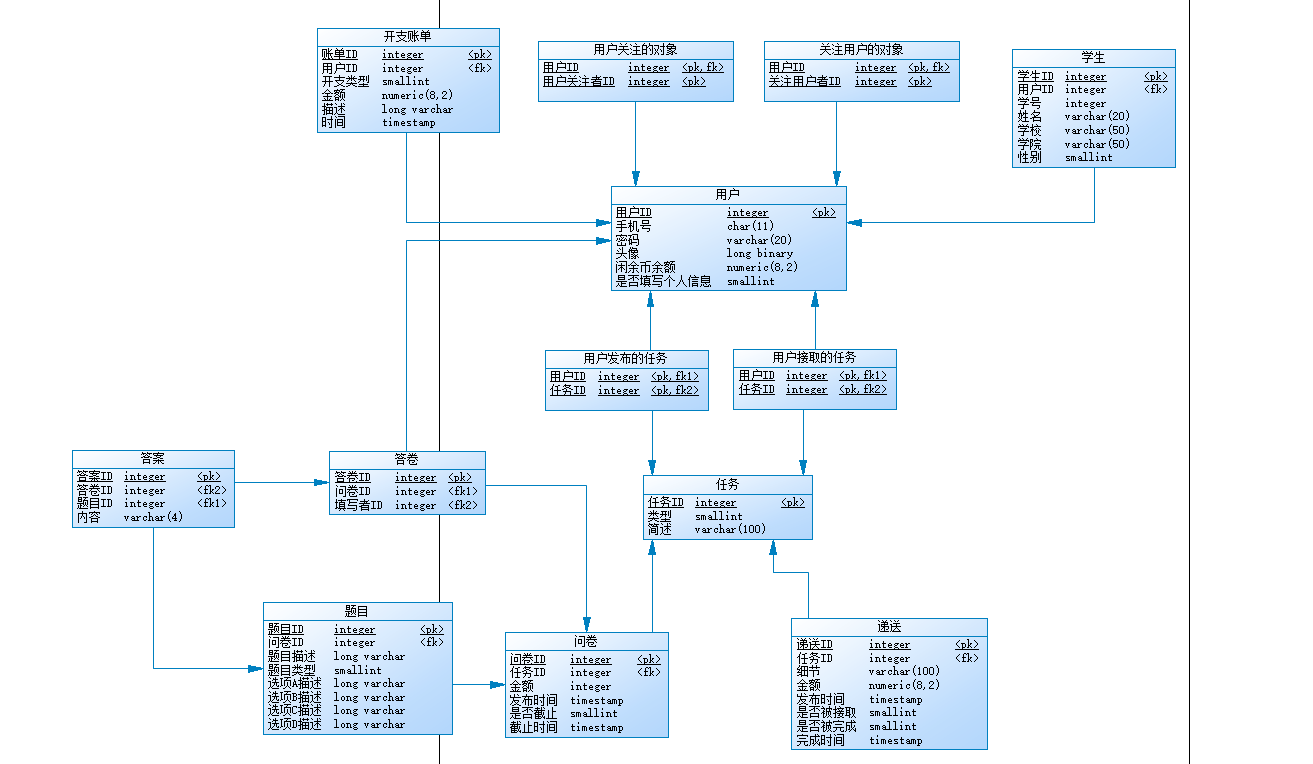 开支账单
账单ID integer <pk>
用户ID integer <fk>
开支类型 smallint
金额 numeric(8,2)
描述 long varchar
时间 timestamp
用户关注的对象
用户ID integer <pk,fk>
用户关注者ID integer <pk>
关注用户的对象
用户ID integer <pk,fk>
关注用户者ID integer <pk>
学生
学生ID integer <pk>
用户ID integer <fk>
学号 integer
姓名 varchar(20)
学校 varchar(50)
学院 varchar(50)
性别 smallint
用户
用户ID integer <pk>
手机号 char(11)
密码 varchar(20)
头像 long binary
闲余币余额 numeric(8,2)
是否填写个人信息 smallint
用户发布的任务
用户ID integer <pk,fk1>
任务ID integer <pk,fk2>
用户接取的任务
用户ID integer <pk,fk1>
任务ID integer <pk,fk2>
答案
答案ID integer <pk>
答卷ID integer <fk2>
题目ID integer <fk1>
内容 varchar(4)
答卷
答卷ID integer <pk>
问卷ID integer <fk1>
填写者ID integer <fk2>
任务
任务ID integer <pk>
类型 smallint
简述 varchar(100)
题目
题目ID integer <pk>
问卷ID integer <fk>
题目描述 long varchar
题目类型 smallint
选项A描述 long varchar
选项B描述 long varchar
选项C描述 long varchar
选项D描述 long varchar
问卷
问卷ID integer <pk>
任务ID integer <fk>
金额 integer
发布时间 timestamp
是否截止 smallint
截止时间 timestamp
递送
递送ID integer <pk>
任务ID integer <fk>
细节 varchar(100)
金额 numeric(8,2)
发布时间 timestamp
是否被接取 smallint
是否被完成 smallint
完成时间 timestamp